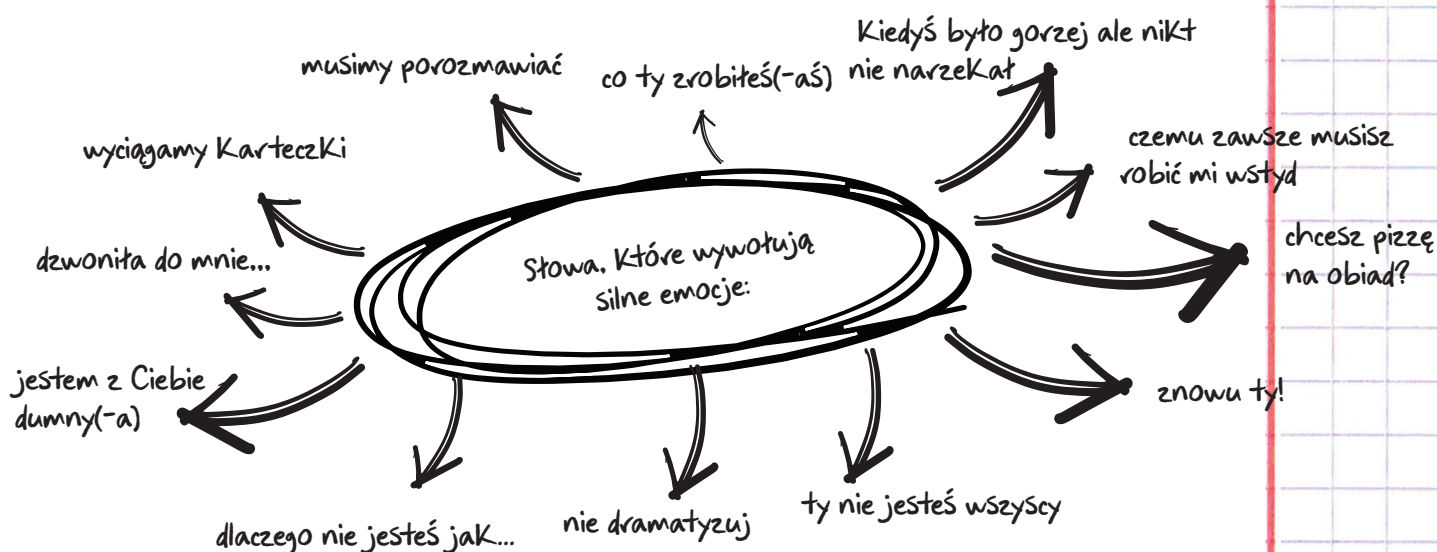 Kiedyś było gorzej ale nikt
nie narzekał
musimy porozmawiać
co ty zrobiłeś(-aś)
wyciągamy karteczki
czemu zawsze musisz
robić mi wstyd
dzwoniła do mnie...
Słowa, które wywołują
silne emocje:
chcesz pizzę
na obiad?
jestem z Ciebie
dumny(-a)
znowu ty!
dlaczego nie jesteś jak...
nie dramatyzuj
ty nie jesteś wszyscy